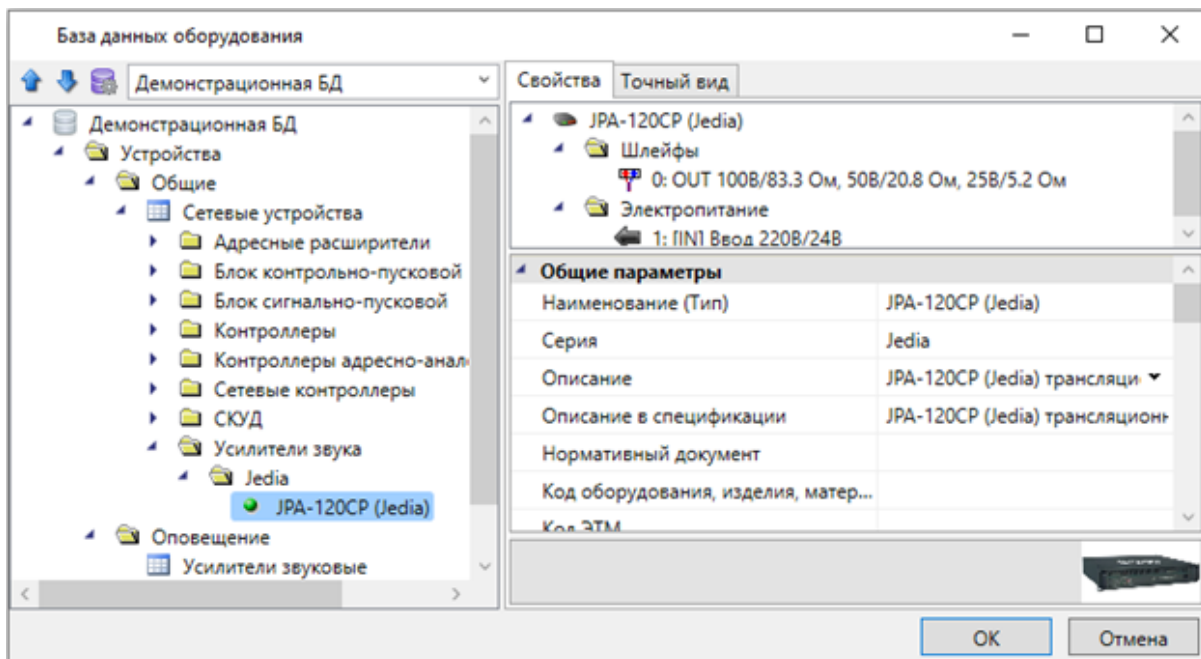 База данных оборудования
Демонстрационная БД
Демонстрационная БД
Устройства
Общие
Сетевые устройства
Адресные расширители
Блок контрольно-пусковой
Блок сигнально-пусковой
Контроллеры
Контроллеры адресно-анал
Сетевые контроллеры
СКУД
Усилители звука
Jedia
JPA-120CP (Jedia)
Оповещение
Усилители звуковые
Свойства Точный вид
JPA-120CP (Jedia)
Шлейфы
0: OUT 100В/83.3 Ом, 50В/20.8 Ом, 25В/5.2 Ом
Электропитание
1: [IN] Ввод 220В/24В
Общие параметры
Наименование (Тип) JPA-120CP (Jedia)
Серия Jedia
Описание JPA-120CP (Jedia) трансляци
Описание в спецификации JPA-120CP (Jedia) трансляционн
Нормативный документ
Код оборудования, изделия, матер...
Код ЭТМ
ОК Отмена